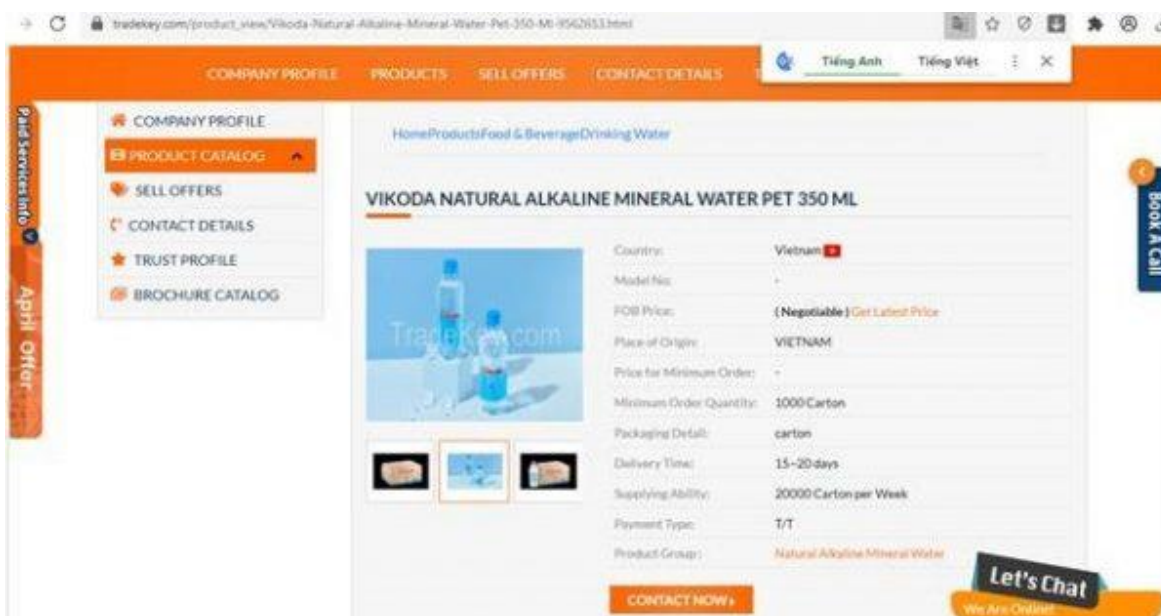 tradekey.com/product_view/Vikoda-Natural-Alkaline-Mineral-Water-Pet-350-Ml-9562653.html
Tiếng Anh Tiếng Việt
COMPANY PROFILE PRODUCTS SELL OFFERS CONTACT DETAILS
Paid Services Info
April Offer
COMPANY PROFILE
PRODUCT CATALOG
SELL OFFERS
CONTACT DETAILS
TRUST PROFILE
BROCHURE CATALOG
HomeProductsFood & BeverageDrinking Water
VIKODA NATURAL ALKALINE MINERAL WATER PET 350 ML
TradeKey.com
Country: Vietnam
Model No: -
FOB Price: ( Negotiable ) Get Latest Price
Place of Origin: VIETNAM
Price for Minimum Order: -
Minimum Order Quantity: 1000 Carton
Packaging Detail: carton
Delivery Time: 15~20 days
Supplying Ability: 20000 Carton per Week
Payment Type: T/T
Product Group: Natural Alkaline Mineral Water
CONTACT NOW
Book A Call
Let's Chat
We Are Online!